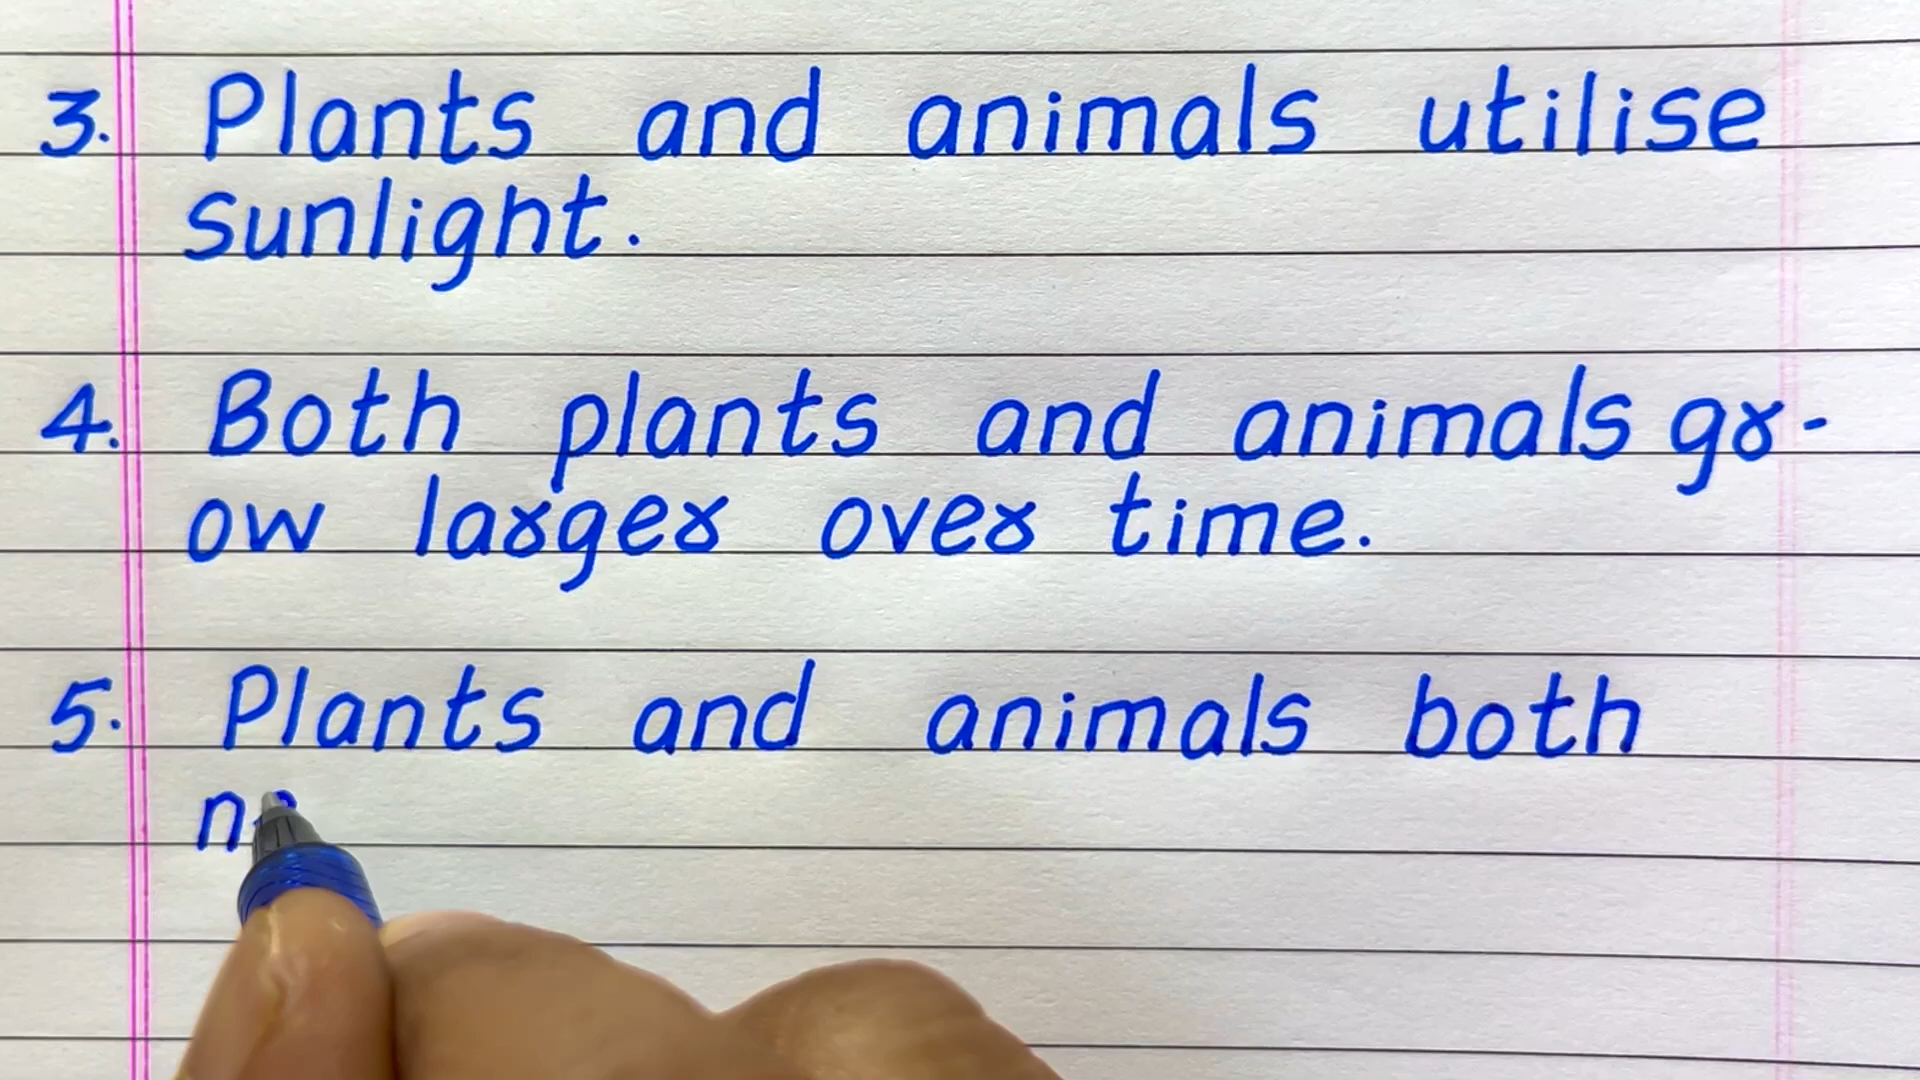 3. Plants and animals utilise
sunlight.
4. Both plants and animals gr-
ow larger over time.
5. Plants and animals both